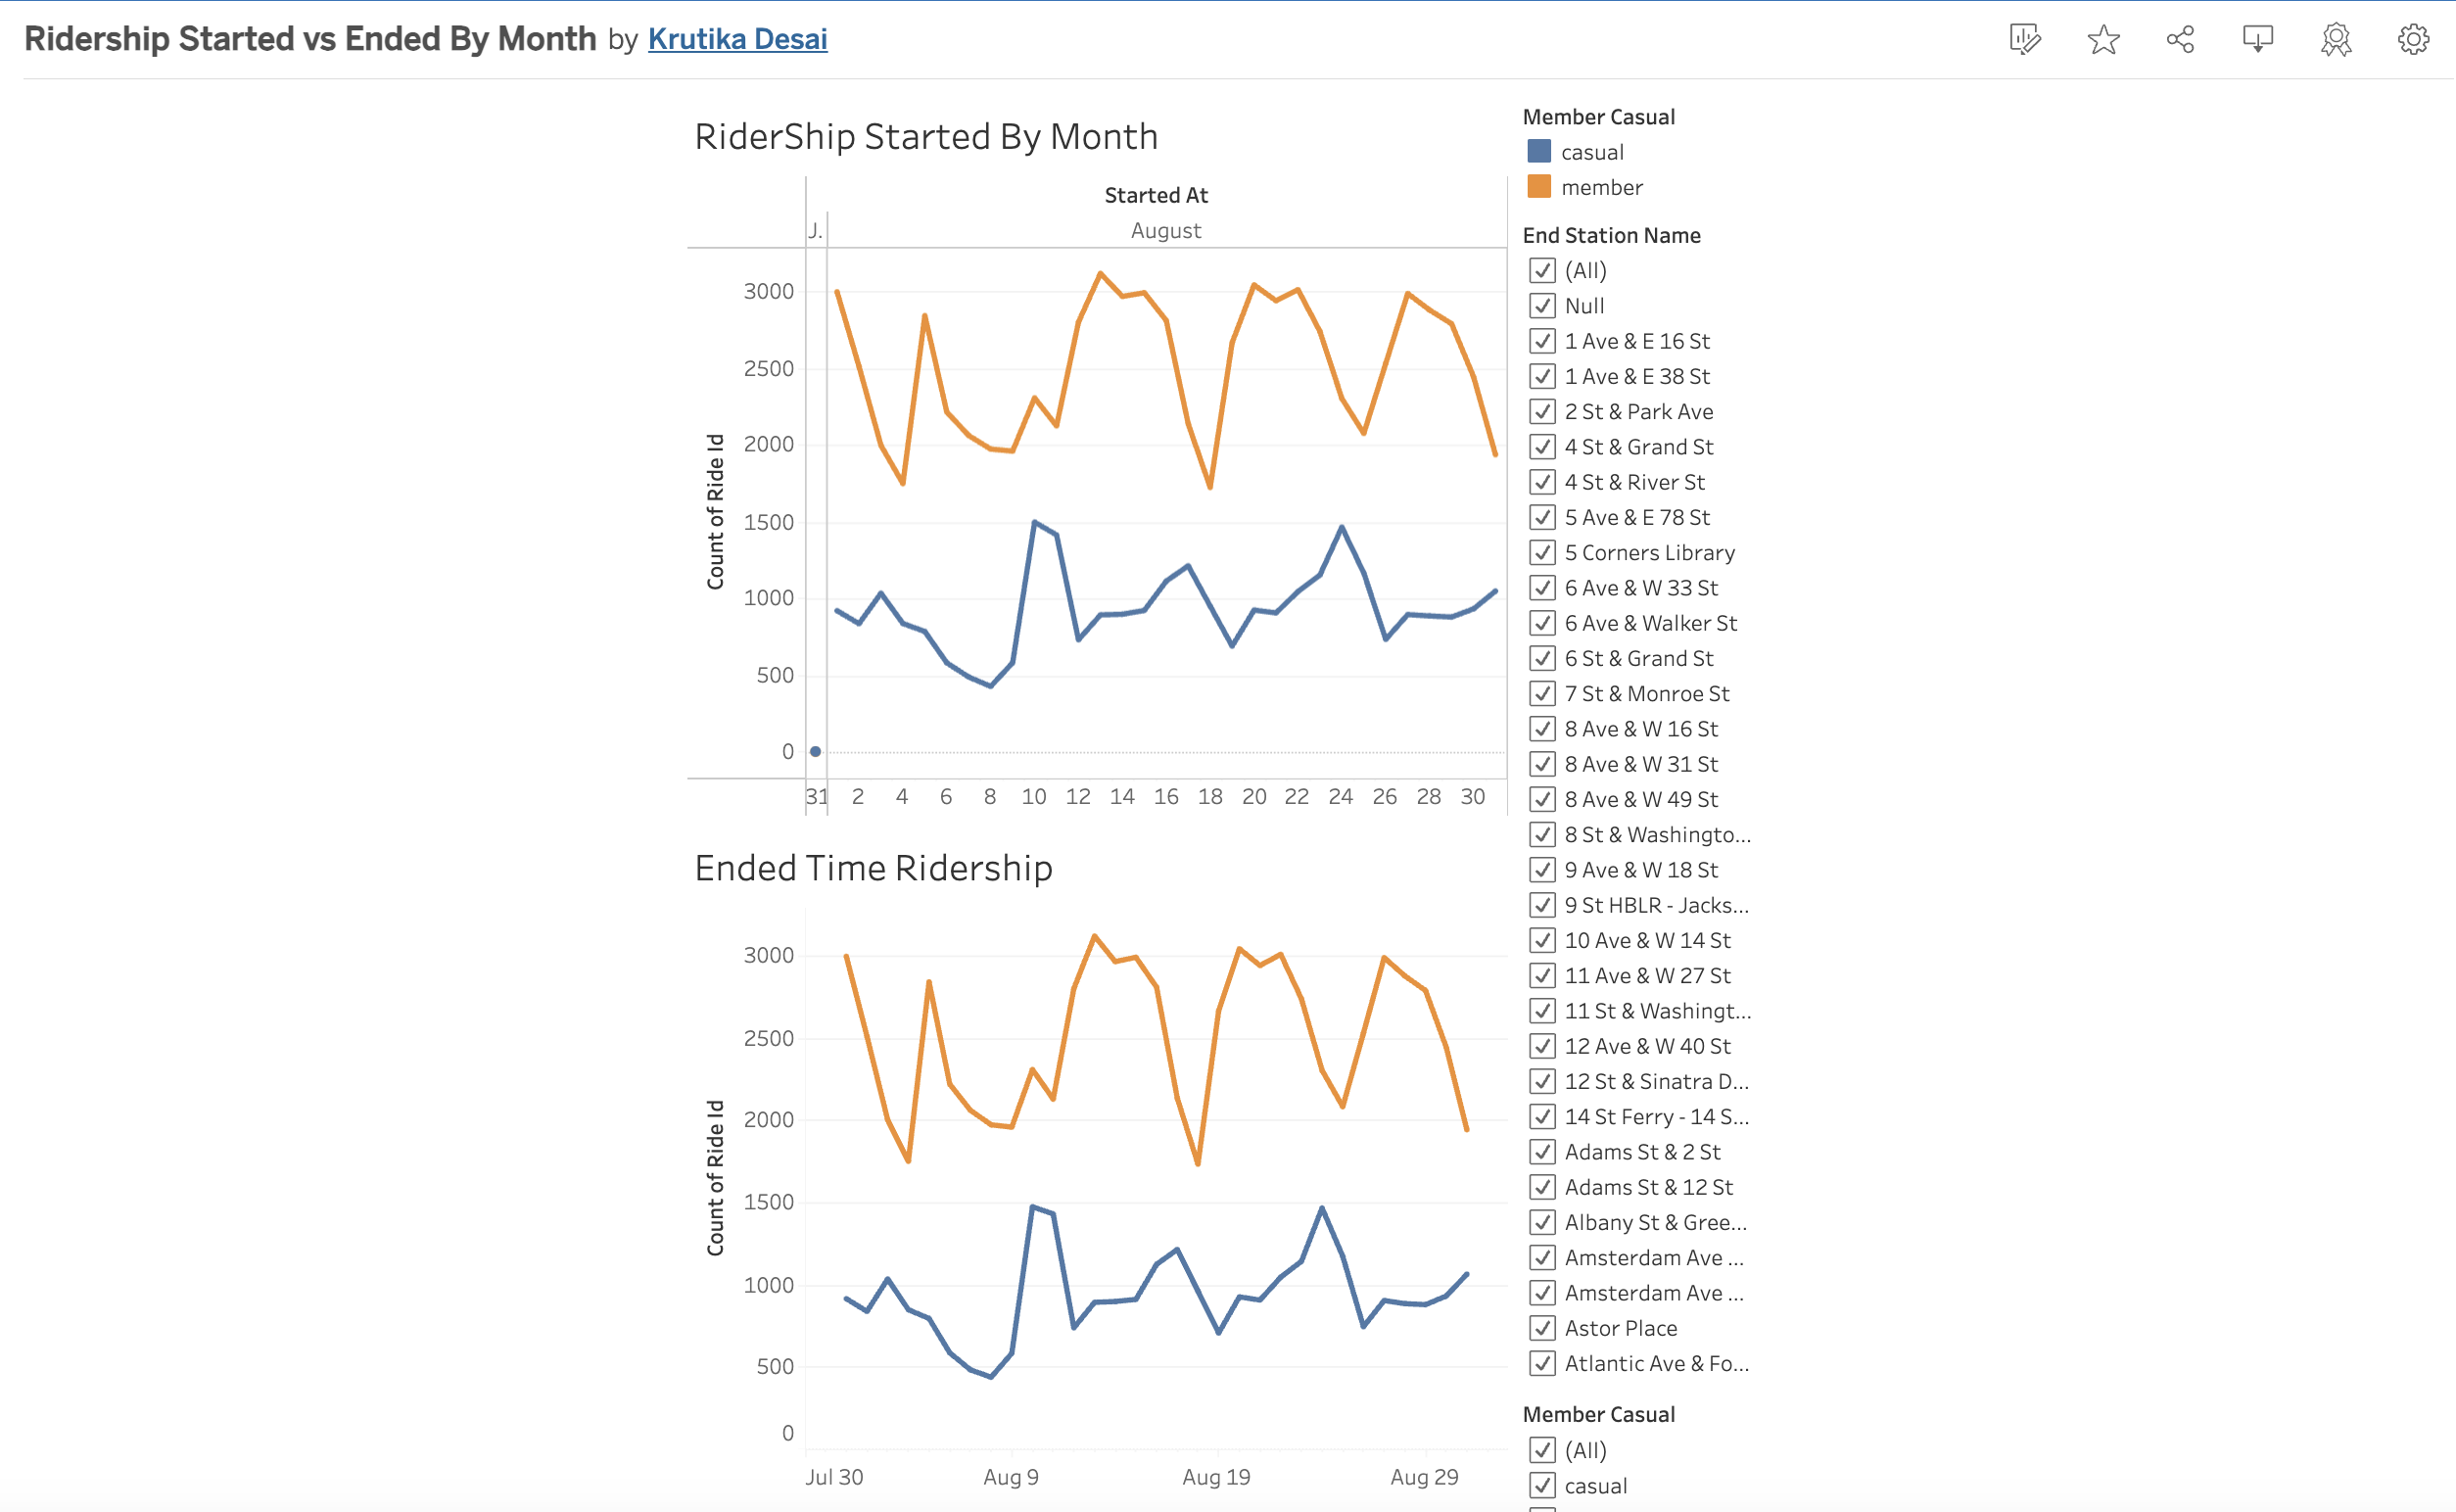 Ridership Started vs Ended By Month by Krutika Desai
RiderShip Started By Month
Started At
J.
August
Count of Ride Id
3000
2500
2000
1500
1000
500
0
31 2 4 6 8 10 12 14 16 18 20 22 24 26 28 30
Ended Time Ridership
Count of Ride Id
3000
2500
2000
1500
1000
500
0
Jul 30 Aug 9 Aug 19 Aug 29
Member Casual
casual
member
End Station Name
(All)
Null
1 Ave & E 16 St
1 Ave & E 38 St
2 St & Park Ave
4 St & Grand St
4 St & River St
5 Ave & E 78 St
5 Corners Library
6 Ave & W 33 St
6 Ave & Walker St
6 St & Grand St
7 St & Monroe St
8 Ave & W 16 St
8 Ave & W 31 St
8 Ave & W 49 St
8 St & Washingto...
9 Ave & W 18 St
9 St HBLR - Jacks...
10 Ave & W 14 St
11 Ave & W 27 St
11 St & Washingt...
12 Ave & W 40 St
12 St & Sinatra D...
14 St Ferry - 14 S...
Adams St & 2 St
Adams St & 12 St
Albany St & Gree...
Amsterdam Ave ...
Amsterdam Ave ...
Astor Place
Atlantic Ave & Fo...
Member Casual
(All)
casual